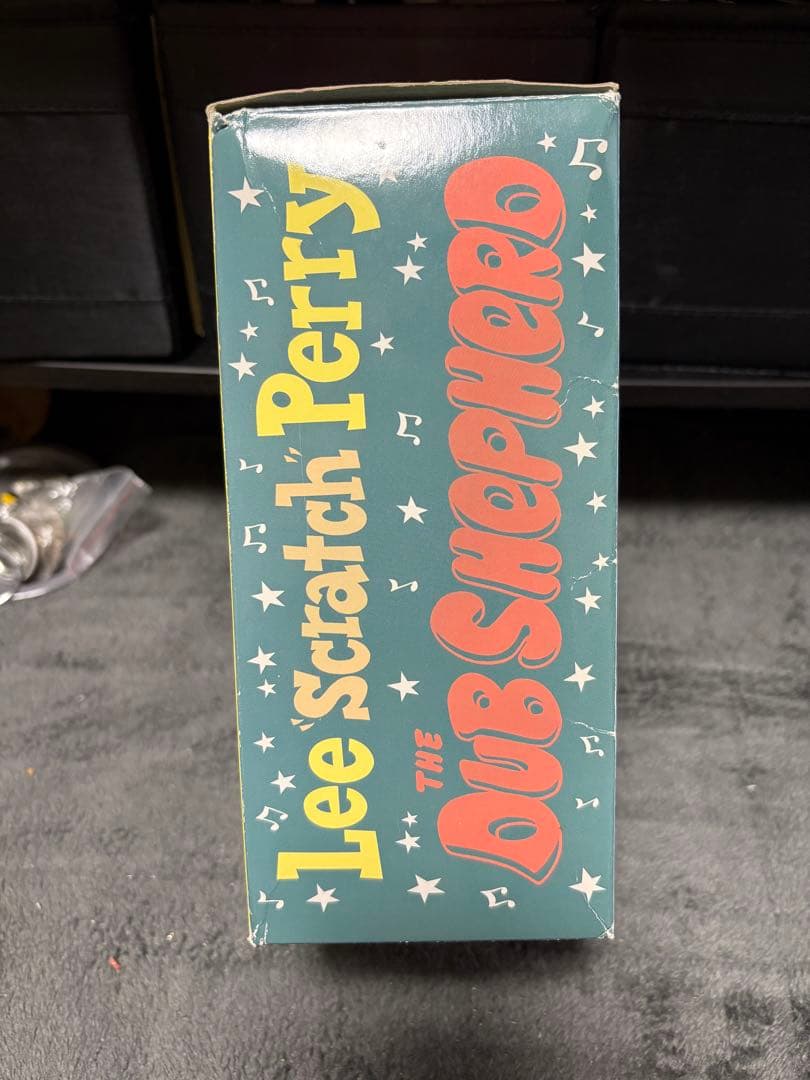 Lee "Scratch" Perry
THE
DUB SHEPHERD